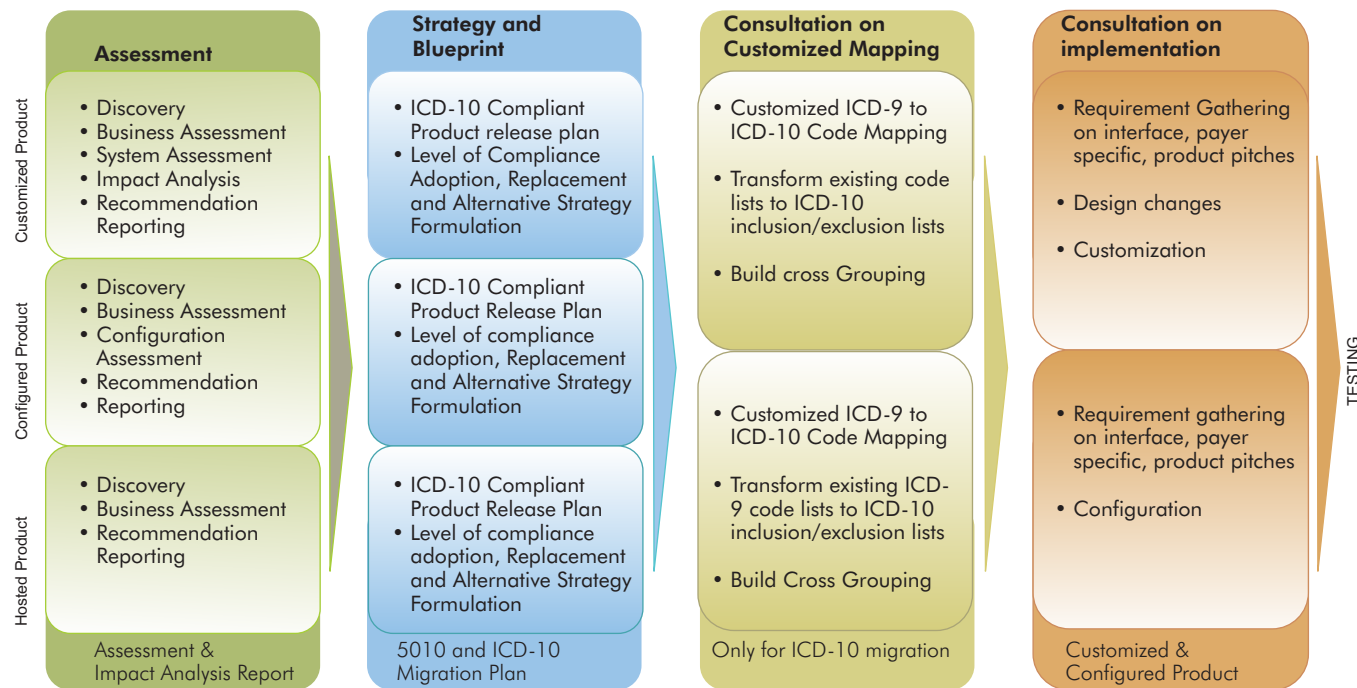 Assessment
Customized Product
• Discovery
• Business Assessment
• System Assessment
• Impact Analysis
• Recommendation
Reporting
Configured Product
• Discovery
• Business Assessment
• Configuration
Assessment
• Recommendation
• Reporting
Hosted Product
• Discovery
• Business Assessment
• Recommendation
Reporting
Assessment &
Impact Analysis Report
Strategy and
Blueprint
• ICD-10 Compliant
Product release plan
• Level of Compliance
Adoption, Replacement
and Alternative Strategy
Formulation
• ICD-10 Compliant
Product Release Plan
• Level of compliance
adoption, Replacement
and Alternative Strategy
Formulation
• ICD-10 Compliant
Product Release Plan
• Level of compliance
adoption, Replacement
and Alternative Strategy
Formulation
5010 and ICD-10
Migration Plan
Consultation on
Customized Mapping
• Customized ICD-9 to
ICD-10 Code Mapping
• Transform existing code
lists to ICD-10
inclusion/exclusion lists
• Build cross Grouping
• Customized ICD-9 to
ICD-10 Code Mapping
• Transform existing ICD-
9 code lists to ICD-10
inclusion/exclusion lists
• Build Cross Grouping
Only for ICD-10 migration
Consultation on
implementation
• Requirement Gathering
on interface, payer
specific, product pitches
• Design changes
• Customization
• Requirement gathering
on interface, payer
specific, product pitches
• Configuration
Customized &
Configured Product
TESTING